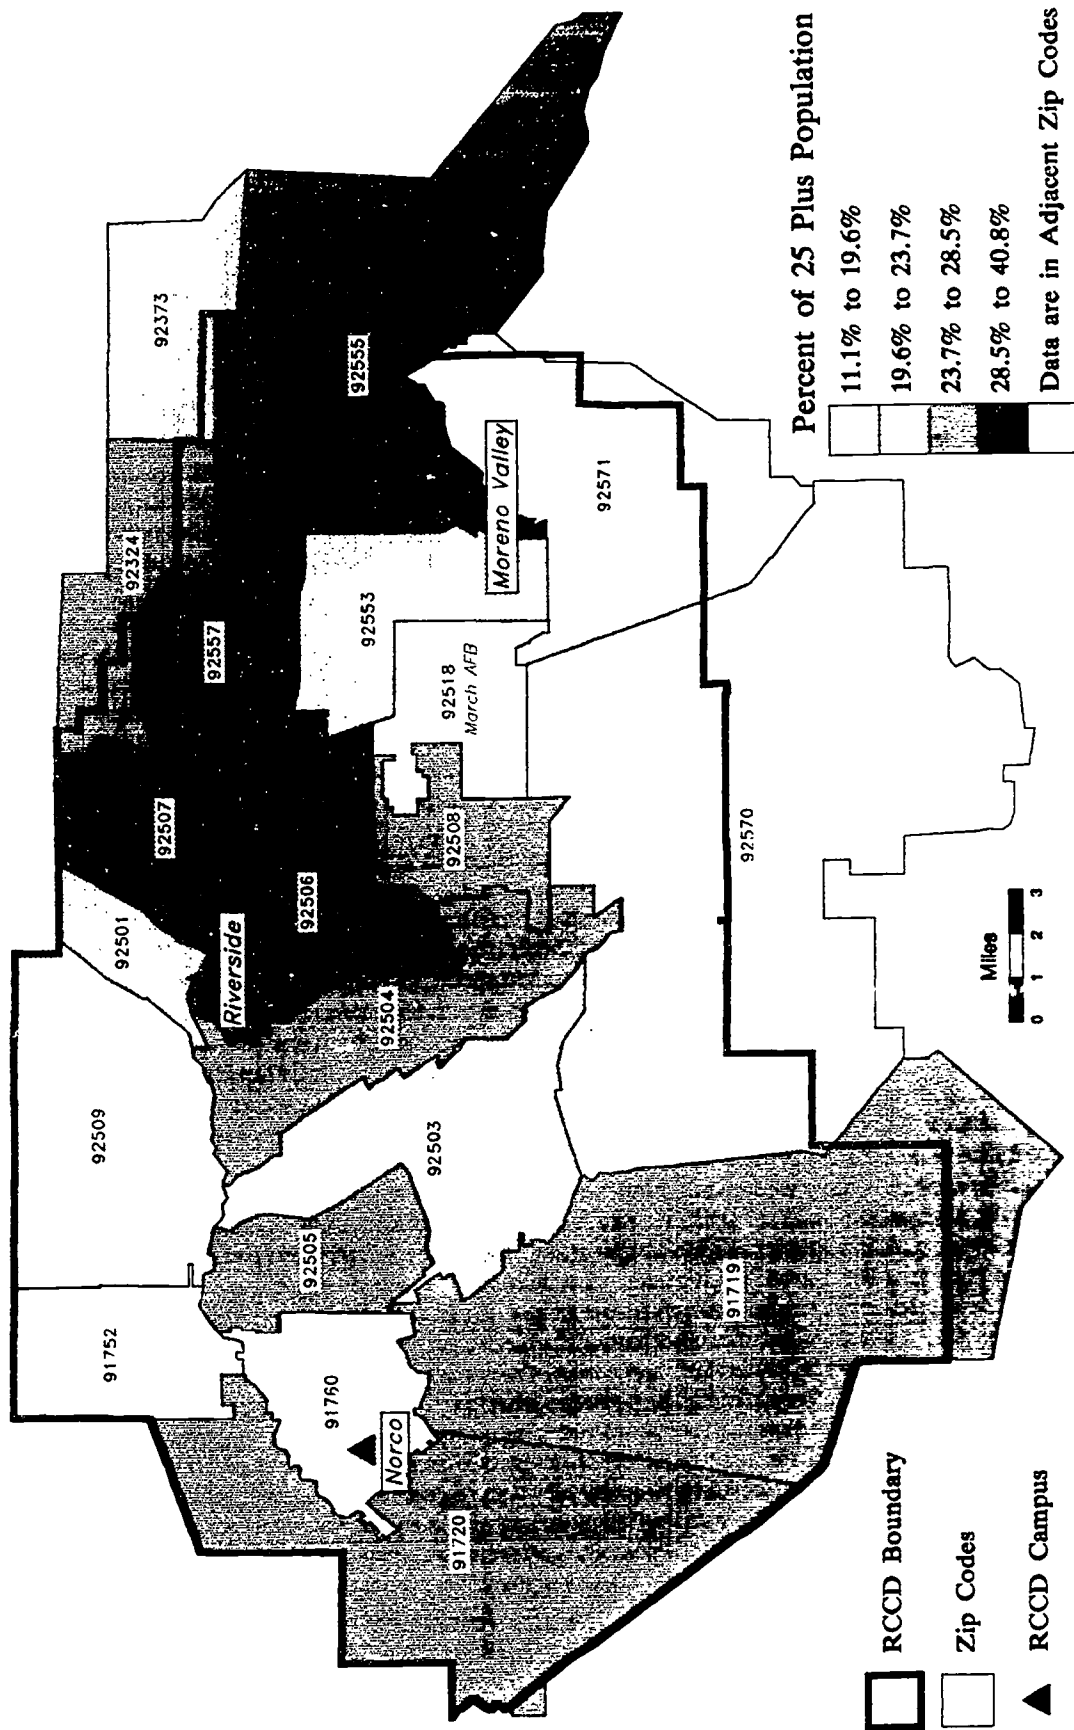 92373
92324
92555
92557
92507
92553
92501
92506
92518
March AFB
Riverside
Moreno Valley
92508
92571
92509
92504
92503
92570
91752
92505
91760
Norco
91719
91720
Miles
0 1 2 3
RCCD Boundary
Zip Codes
RCCD Campus
Percent of 25 Plus Population
11.1% to 19.6%
19.6% to 23.7%
23.7% to 28.5%
28.5% to 40.8%
Data are in Adjacent Zip Codes